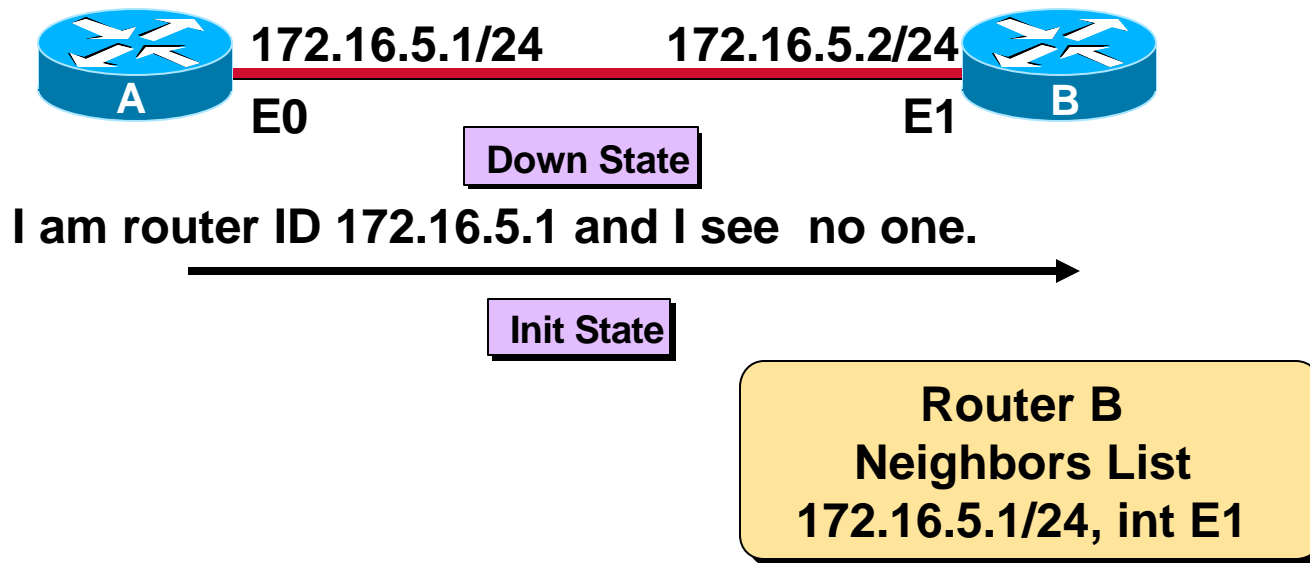 172.16.5.1/24 172.16.5.2/24
A B
E0 E1
Down State
I am router ID 172.16.5.1 and I see no one.
Init State
Router B
Neighbors List
172.16.5.1/24, int E1